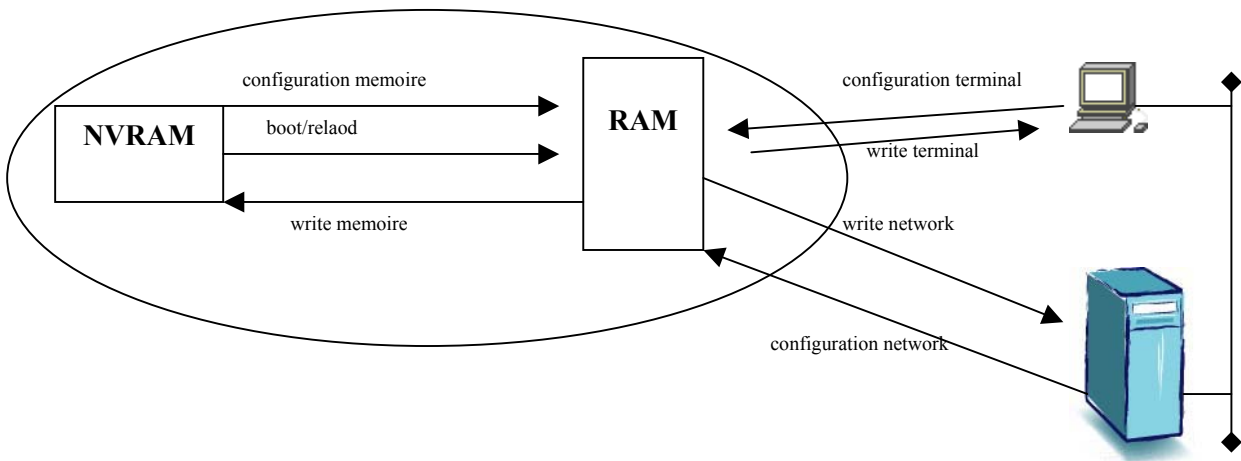 configuration memoire
NVRAM
boot/relaod
write memoire
RAM
configuration terminal
write terminal
write network
configuration network